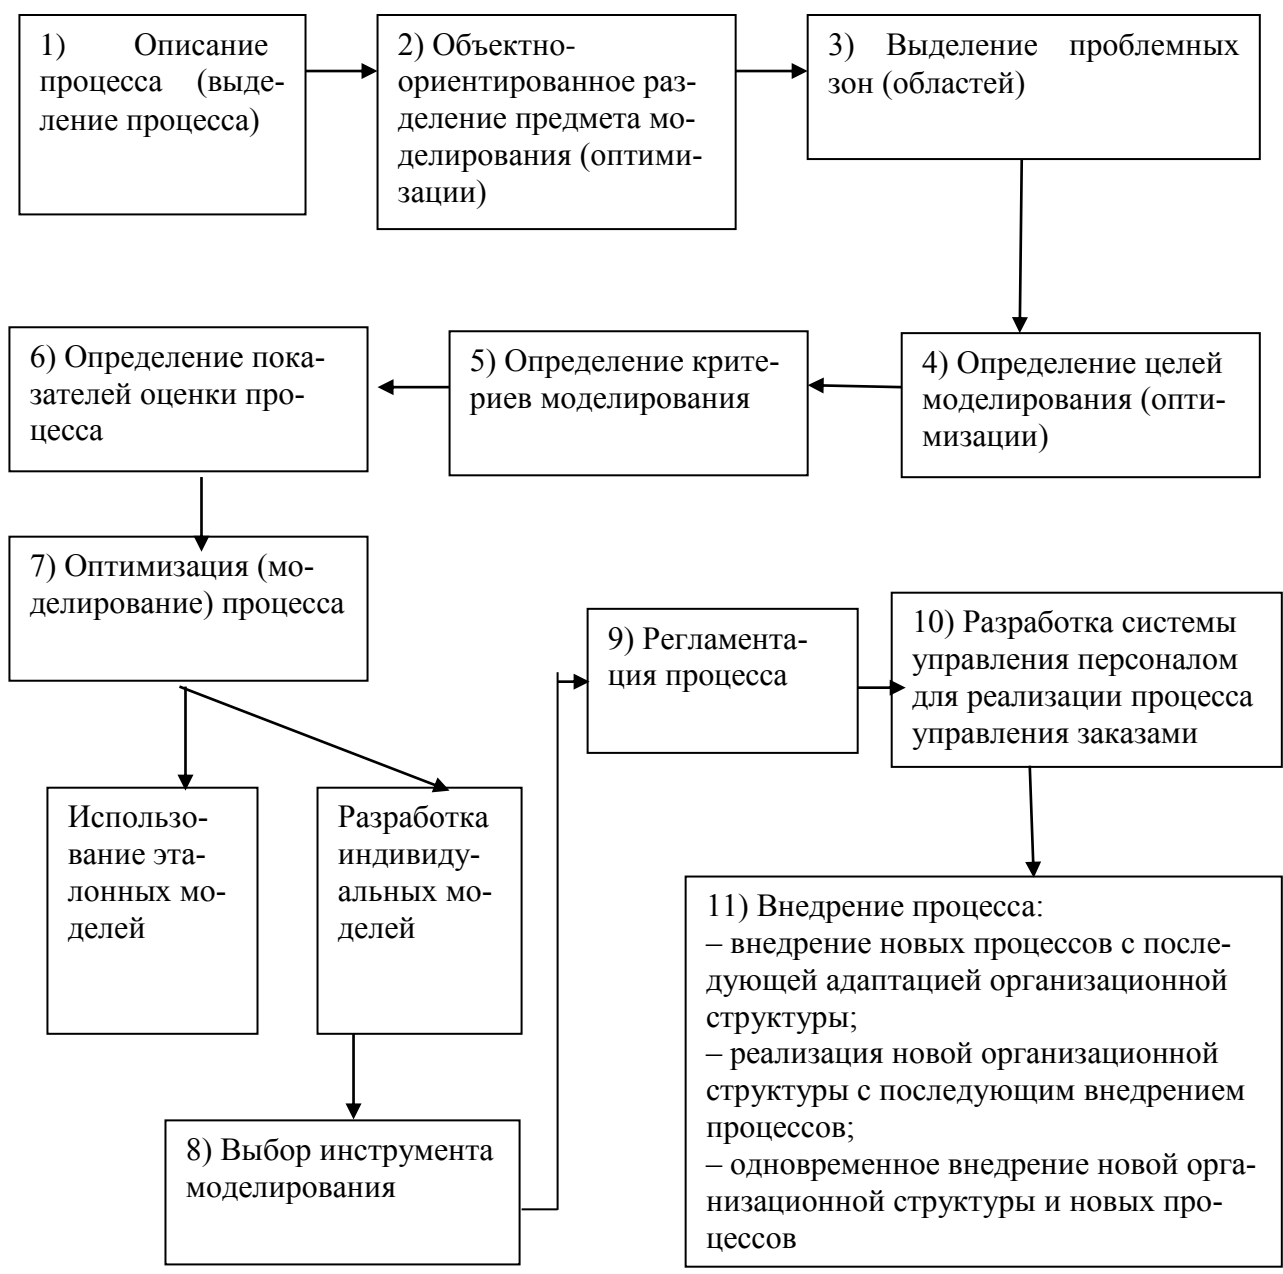 1) Описание
процесса (выде-
ление процесса)
2) Объектно-
ориентированное раз-
деление предмета мо-
делирования (оптими-
зации)
3) Выделение проблемных
зон (областей)
4) Определение целей
моделирования (опти-
мизации)
5) Определение крите-
риев моделирования
6) Определение пока-
зателей оценки про-
цесса
7) Оптимизация (мо-
делирование) процесса
Использо-
вание эта-
лонных мо-
делей
Разработка
индивиду-
альных мо-
делей
8) Выбор инструмента
моделирования
9) Регламента-
ция процесса
10) Разработка системы
управления персоналом
для реализации процесса
управления заказами
11) Внедрение процесса:
– внедрение новых процессов с после-
дующей адаптацией организационной
структуры;
– реализация новой организационной
структуры с последующим внедрением
процессов;
– одновременное внедрение новой орга-
низационной структуры и новых про-
цессов